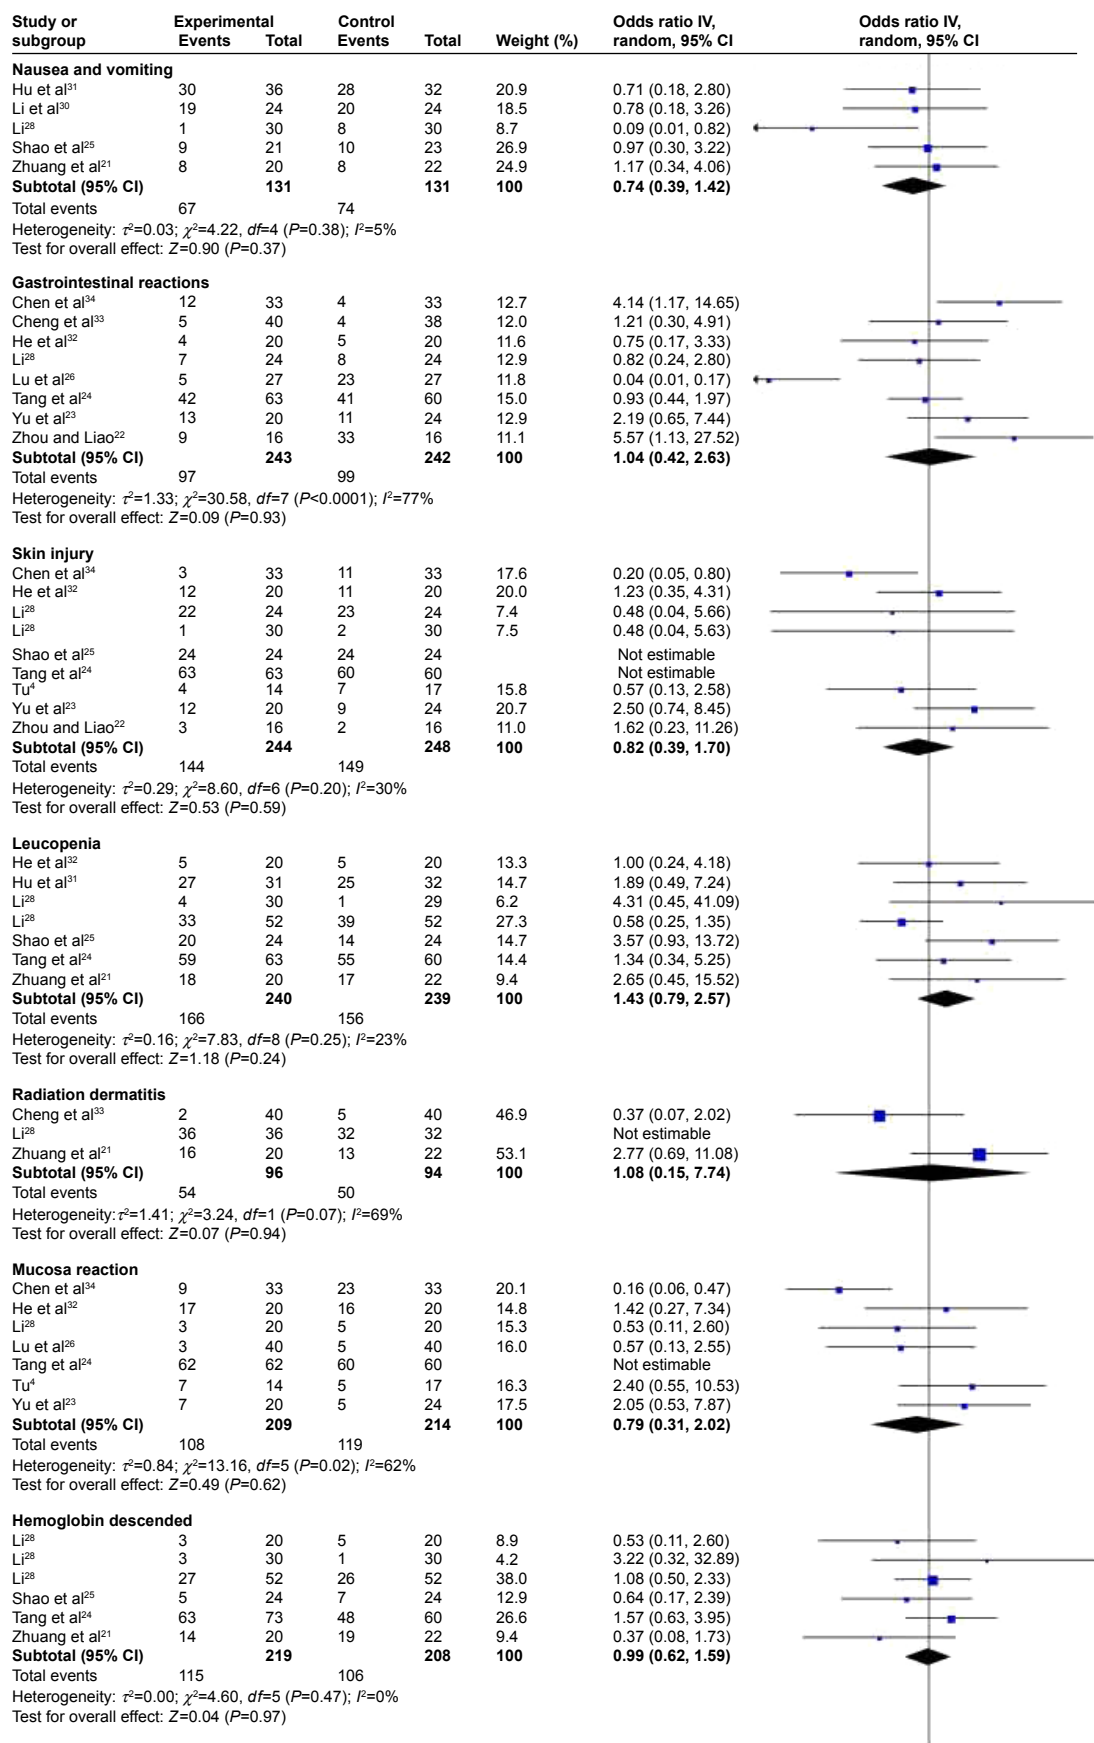 Study or Experimental Control Odds ratio IV, Odds ratio IV,
subgroup Events Total Events Total Weight (%) random, 95% CI random, 95% CI
Nausea and vomiting
Hu et al31 30 36 28 32 20.9 0.71 (0.18, 2.80)
Li et al30 19 24 20 24 18.5 0.78 (0.18, 3.26)
Li28 1 30 8 30 8.7 0.09 (0.01, 0.82)
Shao et al25 9 21 10 23 26.9 0.97 (0.30, 3.22)
Zhuang et al21 8 20 8 22 24.9 1.17 (0.34, 4.06)
Subtotal (95% CI) 131 131 100 0.74 (0.39, 1.42)
Total events 67 74
Heterogeneity: τ²=0.03; χ²=4.22, df=4 (P=0.38); I²=5%
Test for overall effect: Z=0.90 (P=0.37)
Gastrointestinal reactions
Chen et al34 12 33 4 33 12.7 4.14 (1.17, 14.65)
Cheng et al33 5 40 4 38 12.0 1.21 (0.30, 4.91)
He et al32 4 20 5 20 11.6 0.75 (0.17, 3.33)
Li28 7 24 8 24 12.9 0.82 (0.24, 2.80)
Lu et al26 5 27 23 27 11.8 0.04 (0.01, 0.17)
Tang et al24 42 63 41 60 15.0 0.93 (0.44, 1.97)
Yu et al23 13 20 11 24 12.9 2.19 (0.65, 7.44)
Zhou and Liao22 9 16 33 16 11.1 5.57 (1.13, 27.52)
Subtotal (95% CI) 243 242 100 1.04 (0.42, 2.63)
Total events 97 99
Heterogeneity: τ²=1.33; χ²=30.58, df=7 (P<0.0001); I²=77%
Test for overall effect: Z=0.09 (P=0.93)
Skin injury
Chen et al34 3 33 11 33 17.6 0.20 (0.05, 0.80)
He et al32 12 20 11 20 20.0 1.23 (0.35, 4.31)
Li28 22 24 23 24 7.4 0.48 (0.04, 5.66)
Li28 1 30 2 30 7.5 0.48 (0.04, 5.63)
Shao et al25 24 24 24 24 Not estimable
Tang et al24 63 63 60 60 Not estimable
Tu4 4 14 7 17 15.8 0.57 (0.13, 2.58)
Yu et al23 12 20 9 24 20.7 2.50 (0.74, 8.45)
Zhou and Liao22 3 16 2 16 11.0 1.62 (0.23, 11.26)
Subtotal (95% CI) 244 248 100 0.82 (0.39, 1.70)
Total events 144 149
Heterogeneity: τ²=0.29; χ²=8.60, df=6 (P=0.20); I²=30%
Test for overall effect: Z=0.53 (P=0.59)
Leucopenia
He et al32 5 20 5 20 13.3 1.00 (0.24, 4.18)
Hu et al31 27 31 25 32 14.7 1.89 (0.49, 7.24)
Li28 4 30 1 29 6.2 4.31 (0.45, 41.09)
Li28 33 52 39 52 27.3 0.58 (0.25, 1.35)
Shao et al25 20 24 14 24 14.7 3.57 (0.93, 13.72)
Tang et al24 59 63 55 60 14.4 1.34 (0.34, 5.25)
Zhuang et al21 18 20 17 22 9.4 2.65 (0.45, 15.52)
Subtotal (95% CI) 240 239 100 1.43 (0.79, 2.57)
Total events 166 156
Heterogeneity: τ²=0.16; χ²=7.83, df=8 (P=0.25); I²=23%
Test for overall effect: Z=1.18 (P=0.24)
Radiation dermatitis
Cheng et al33 2 40 5 40 46.9 0.37 (0.07, 2.02)
Li28 36 36 32 32 Not estimable
Zhuang et al21 16 20 13 22 53.1 2.77 (0.69, 11.08)
Subtotal (95% CI) 96 94 100 1.08 (0.15, 7.74)
Total events 54 50
Heterogeneity:τ²=1.41; χ²=3.24, df=1 (P=0.07); I²=69%
Test for overall effect: Z=0.07 (P=0.94)
Mucosa reaction
Chen et al34 9 33 23 33 20.1 0.16 (0.06, 0.47)
He et al32 17 20 16 20 14.8 1.42 (0.27, 7.34)
Li28 3 20 5 20 15.3 0.53 (0.11, 2.60)
Lu et al26 3 40 5 40 16.0 0.57 (0.13, 2.55)
Tang et al24 62 62 60 60 Not estimable
Tu4 7 14 5 17 16.3 2.40 (0.55, 10.53)
Yu et al23 7 20 5 24 17.5 2.05 (0.53, 7.87)
Subtotal (95% CI) 209 214 100 0.79 (0.31, 2.02)
Total events 108 119
Heterogeneity: τ²=0.84; χ²=13.16, df=5 (P=0.02); I²=62%
Test for overall effect: Z=0.49 (P=0.62)
Hemoglobin descended
Li28 3 20 5 20 8.9 0.53 (0.11, 2.60)
Li28 3 30 1 30 4.2 3.22 (0.32, 32.89)
Li28 27 52 26 52 38.0 1.08 (0.50, 2.33)
Shao et al25 5 24 7 24 12.9 0.64 (0.17, 2.39)
Tang et al24 63 73 48 60 26.6 1.57 (0.63, 3.95)
Zhuang et al21 14 20 19 22 9.4 0.37 (0.08, 1.73)
Subtotal (95% CI) 219 208 100 0.99 (0.62, 1.59)
Total events 115 106
Heterogeneity: τ²=0.00; χ²=4.60, df=5 (P=0.47); I²=0%
Test for overall effect: Z=0.04 (P=0.97)